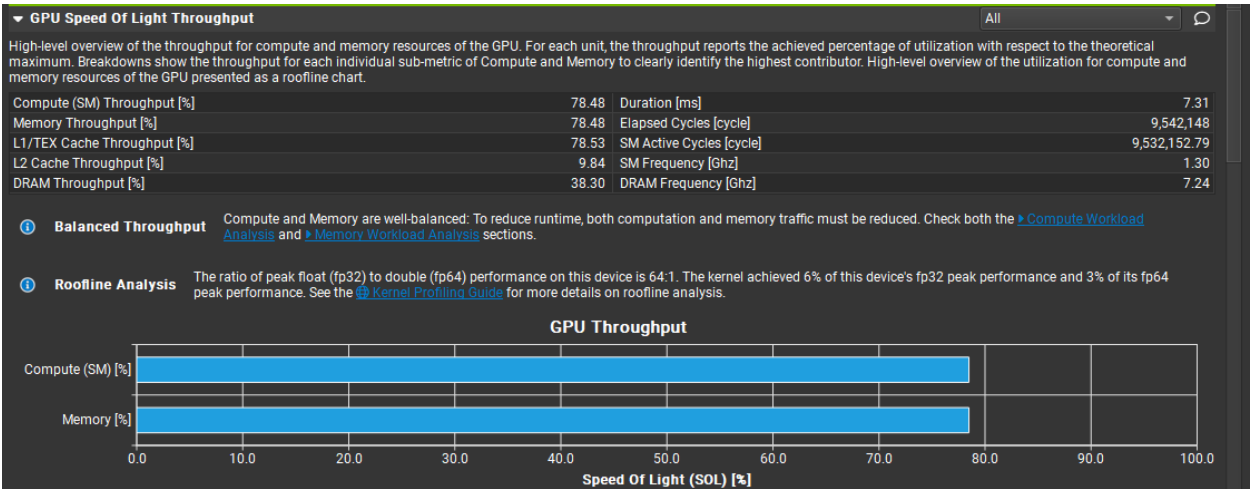 GPU Speed Of Light Throughput
All
High-level overview of the throughput for compute and memory resources of the GPU. For each unit, the throughput reports the achieved percentage of utilization with respect to the theoretical
maximum. Breakdowns show the throughput for each individual sub-metric of Compute and Memory to clearly identify the highest contributor. High-level overview of the utilization for compute and
memory resources of the GPU presented as a roofline chart.
Compute (SM) Throughput [%] 78.48 Duration [ms] 7.31
Memory Throughput [%] 78.48 Elapsed Cycles [cycle] 9,542,148
L1/TEX Cache Throughput [%] 78.53 SM Active Cycles [cycle] 9,532,152.79
L2 Cache Throughput [%] 9.84 SM Frequency [Ghz] 1.30
DRAM Throughput [%] 38.30 DRAM Frequency [Ghz] 7.24
Balanced Throughput
Compute and Memory are well-balanced: To reduce runtime, both computation and memory traffic must be reduced. Check both the Compute Workload
Analysis and Memory Workload Analysis sections.
Roofline Analysis
The ratio of peak float (fp32) to double (fp64) performance on this device is 64:1. The kernel achieved 6% of this device's fp32 peak performance and 3% of its fp64
peak performance. See the Kernel Profiling Guide for more details on roofline analysis.
GPU Throughput
Compute (SM) [%]
Memory [%]
0.0 10.0 20.0 30.0 40.0 50.0 60.0 70.0 80.0 90.0 100.0
Speed Of Light (SOL) [%]